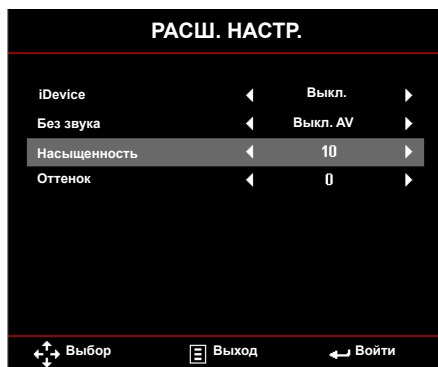 РАСШ. НАСТР.
iDevice Выкл.
Без звука Выкл. AV
Насыщенность 10
Оттенок 0
Выбор Выход Войти